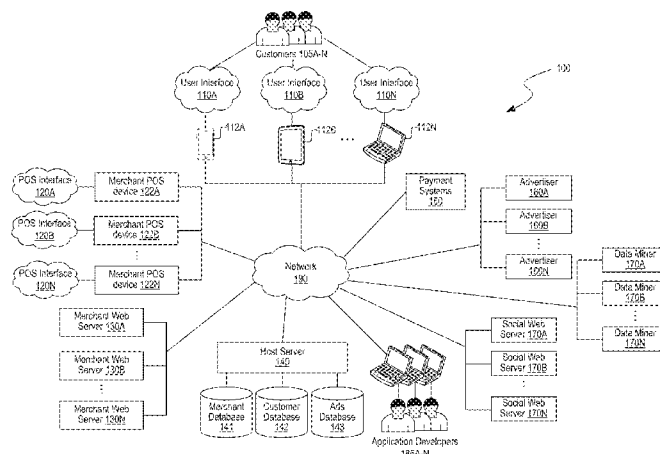 Customers 105A-N
100
User Interface
110A
User Interface
110B
User Interface
110N
112A
112B
...
112N
POS Interface
120A
Merchant POS
device 122A
POS Interface
120B
Merchant POS
device 122B
POS Interface
120N
Merchant POS
device 122N
Payment
Systems
Advertiser
160A
Advertiser
160B
Advertiser
160N
Network
190
Data Miner
170A
Data Miner
170B
Data Miner
170N
Merchant Web
Server 130A
Merchant Web
Server 130B
Merchant Web
Server 130N
Host Server
140
Merchant
Database
141
Customer
Database
142
Ads
Database
143
Social Web
Server 170A
Social Web
Server 170B
Social Web
Server 170N
Application Developers
185A-N